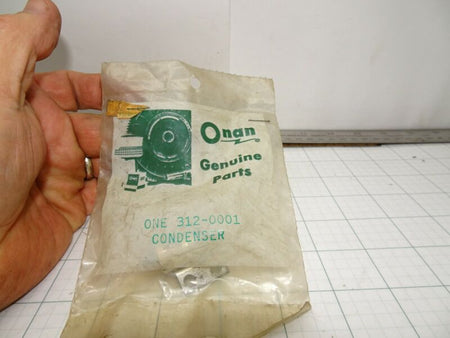 Onan
Genuine
Parts
ONE 312-0001
CONDENSER